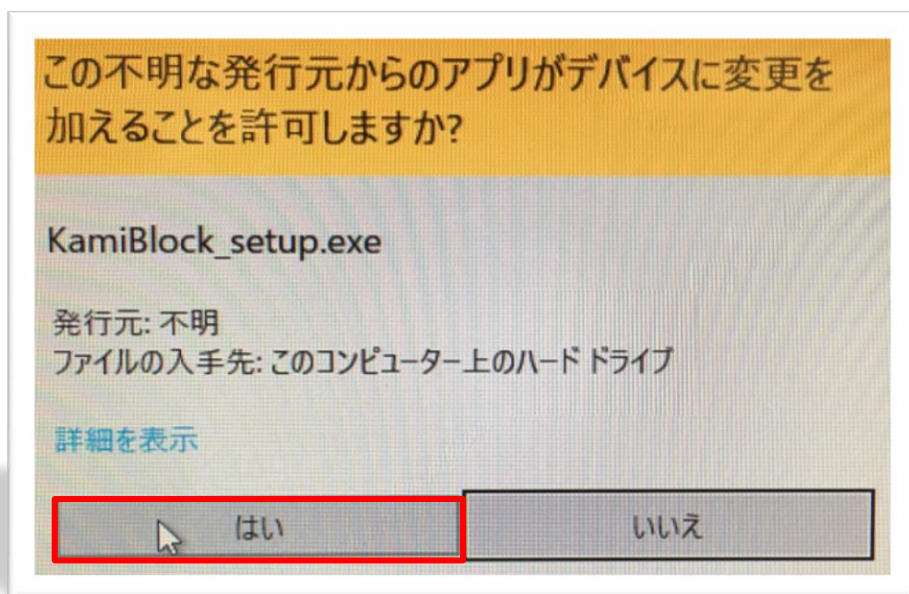 この不明な発行元からのアプリがデバイスに変更を
加えることを許可しますか?
KamiBlock_setup.exe
発行元: 不明
ファイルの入手先: このコンピューター上のハード ドライブ
詳細を表示
はい
いいえ